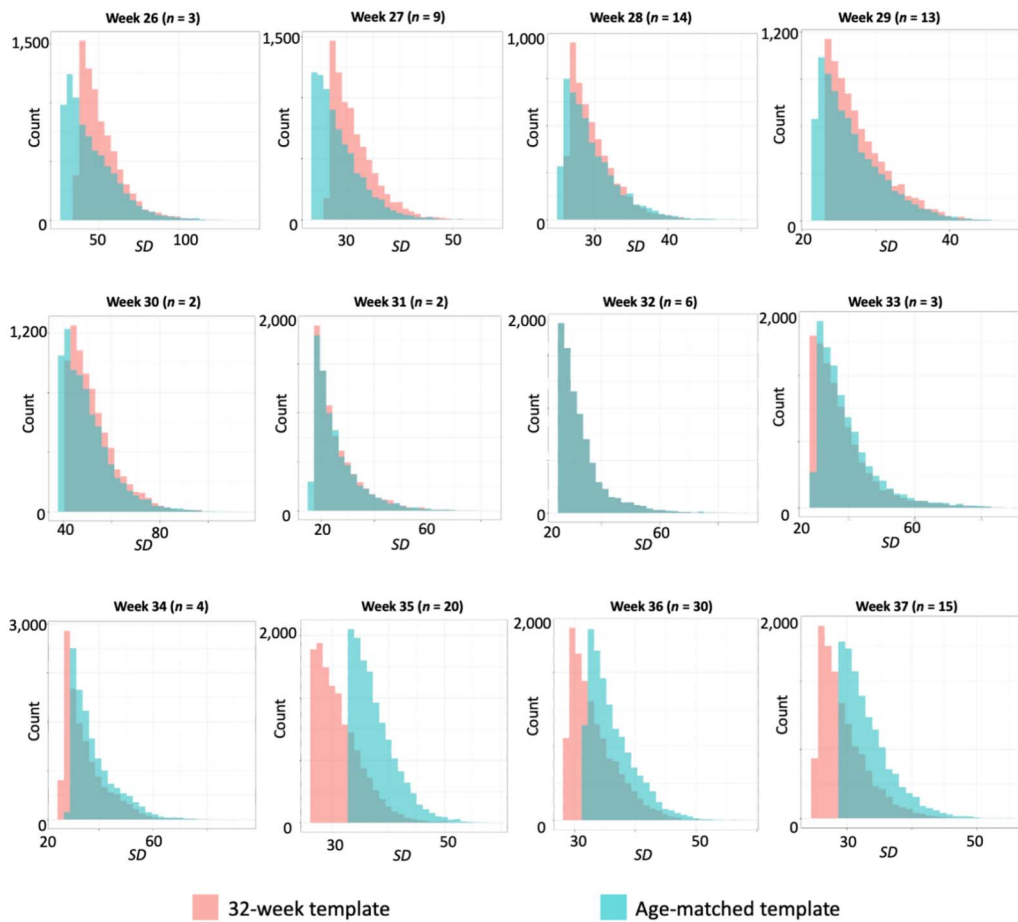 Week 26 (n = 3)
1,500
Count
0
50
100
SD
Week 27 (n = 9)
1,500
Count
0
30
50
SD
Week 28 (n = 14)
1,000
Count
0
30
40
SD
Week 29 (n = 13)
1,200
Count
0
20
40
SD
Week 30 (n = 2)
1,200
Count
0
40
80
SD
Week 31 (n = 2)
2,000
Count
0
20
60
SD
Week 32 (n = 6)
2,000
Count
0
20
60
SD
Week 33 (n = 3)
2,000
Count
0
20
60
SD
Week 34 (n = 4)
3,000
Count
0
20
60
SD
Week 35 (n = 20)
2,000
Count
0
30
50
SD
Week 36 (n = 30)
2,000
Count
0
30
50
SD
Week 37 (n = 15)
2,000
Count
0
30
50
SD
32-week template
Age-matched template